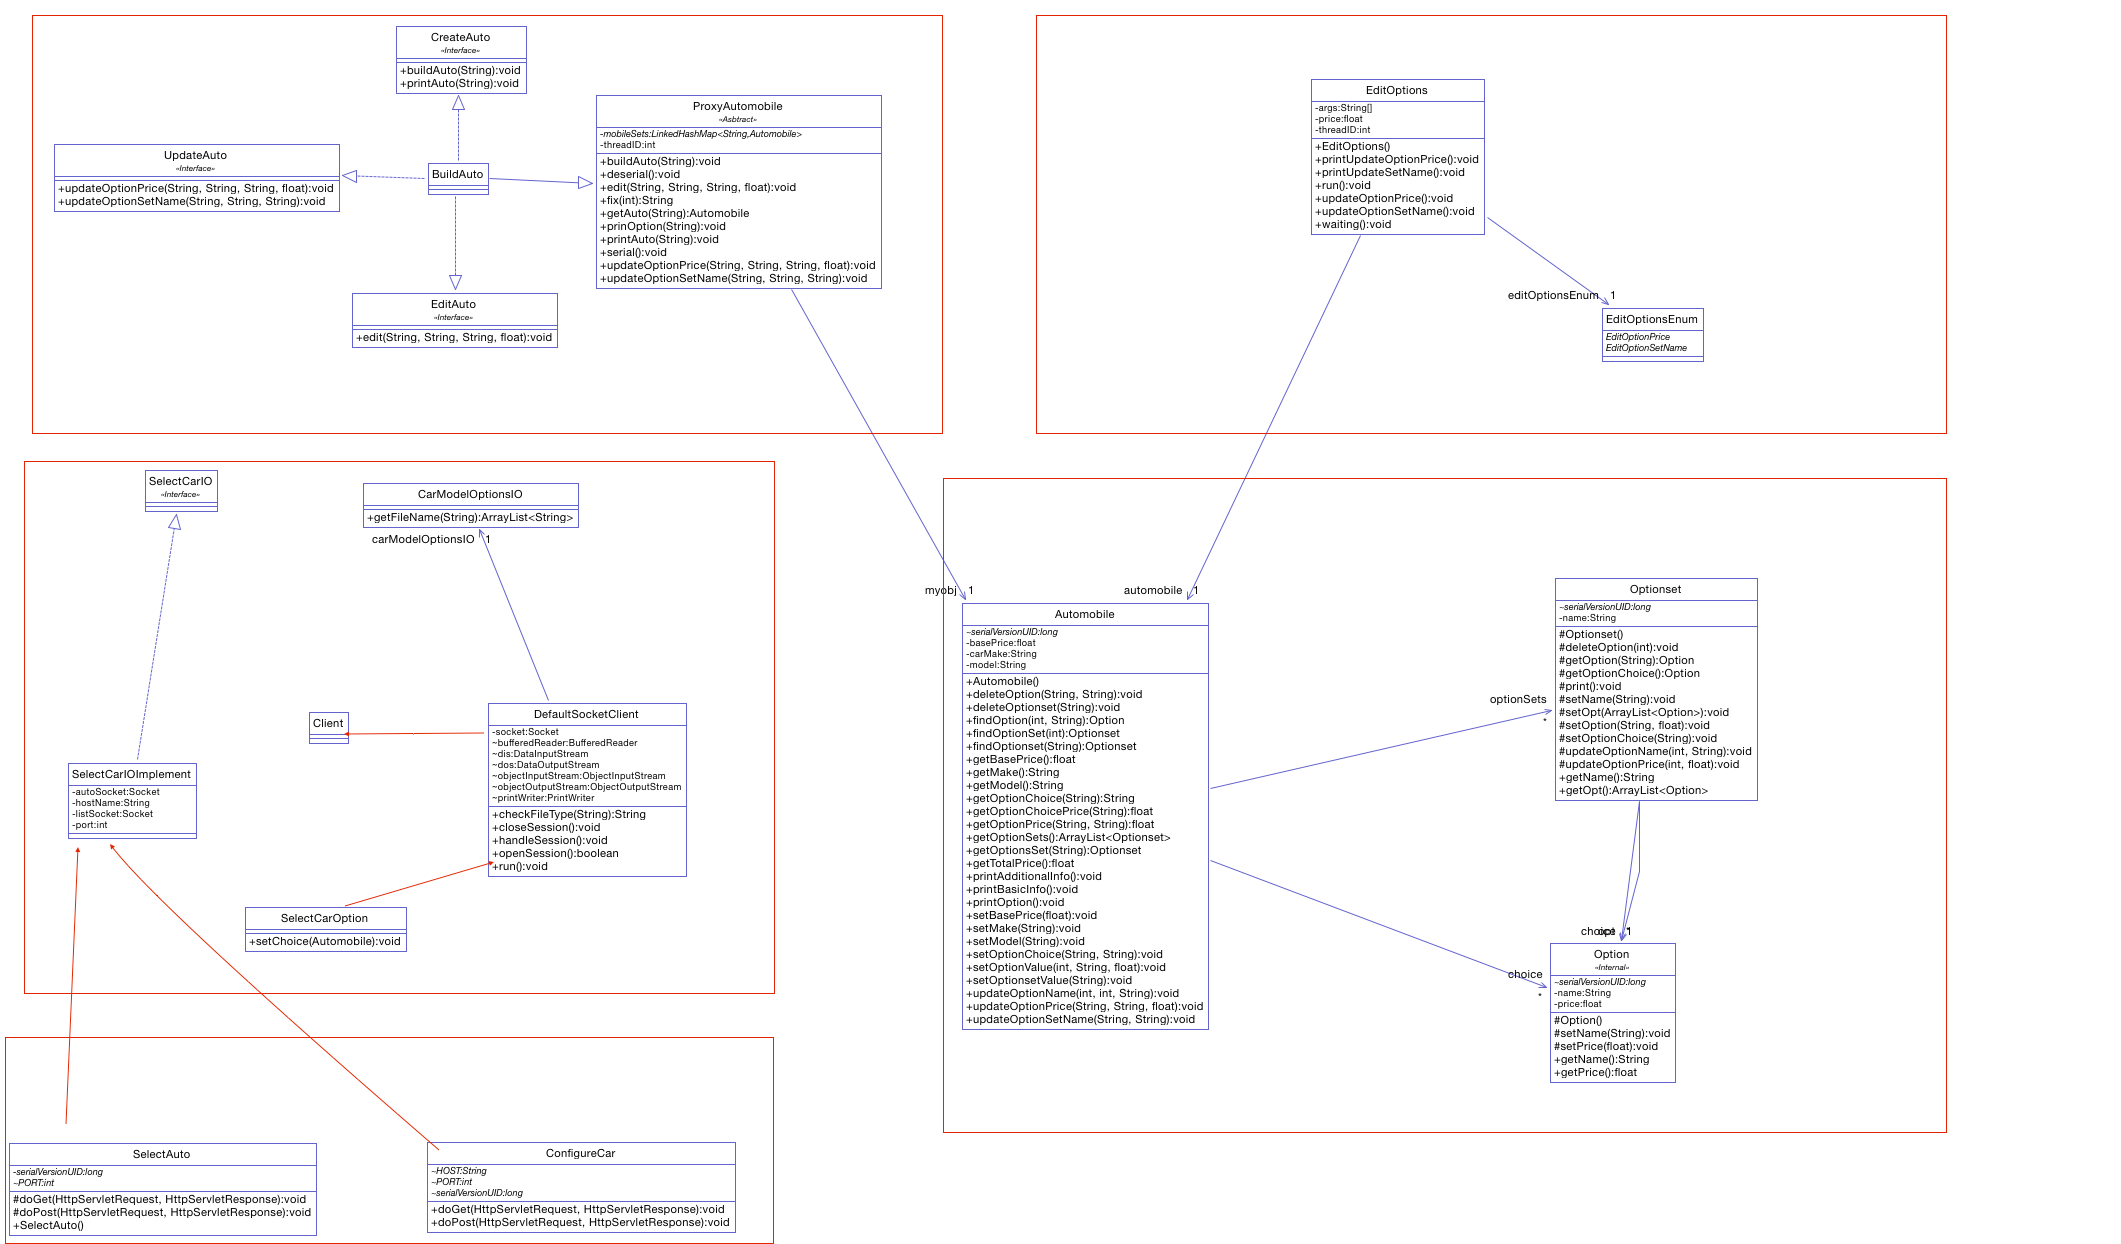 CreateAuto
«Interface»
+buildAuto(String):void
+printAuto(String):void
UpdateAuto
«Interface»
+updateOptionPrice(String, String, String, float):void
+updateOptionSetName(String, String, String):void
BuildAuto
ProxyAutomobile
«Asbtract»
-mobileSets:LinkedHashMap<String,Automobile>
-threadID:int
+buildAuto(String):void
+deserial():void
+edit(String, String, String, float):void
+fix(int):String
+getAuto(String):Automobile
+prinOption(String):void
+printAuto(String):void
+serial():void
+updateOptionPrice(String, String, String, float):void
+updateOptionSetName(String, String, String):void
EditAuto
«Interface»
+edit(String, String, String, float):void
EditOptions
-args:String[]
-price:float
-threadID:int
+EditOptions()
+printUpdateOptionPrice():void
+printUpdateSetName():void
+run():void
+updateOptionPrice():void
+updateOptionSetName():void
+waiting():void
editOptionsEnum 1
EditOptionsEnum
EditOptionPrice
EditOptionSetName
SelectCarIO
«Interface»
CarModelOptionsIO
+getFileName(String):ArrayList<String>
carModelOptionsIO 1
Client
DefaultSocketClient
-socket:Socket
~bufferedReader:BufferedReader
~dis:DataInputStream
~dos:DataOutputStream
~objectInputStream:ObjectInputStream
~objectOutputStream:ObjectOutputStream
~printWriter:PrintWriter
+checkFileType(String):String
+closeSession():void
+handleSession():void
+openSession():boolean
+run():void
SelectCarIOImplement
-autoSocket:Socket
-hostName:String
-listSocket:Socket
-port:int
SelectCarOption
+setChoice(Automobile):void
myobj 1
automobile 1
Automobile
~serialVersionUID:long
-basePrice:float
-carMake:String
-model:String
+Automobile()
+deleteOption(String, String):void
+deleteOptionset(String):void
+findOption(int, String):Option
+findOptionSet(int):Optionset
+findOptionset(String):Optionset
+getBasePrice():float
+getMake():String
+getModel():String
+getOptionChoice(String):String
+getOptionChoicePrice(String):float
+getOptionPrice(String, String):float
+getOptionSets():ArrayList<Optionset>
+getOptionsSet(String):Optionset
+getTotalPrice():float
+printAdditionalInfo():void
+printBasicInfo():void
+printOption():void
+setBasePrice(float):void
+setMake(String):void
+setModel(String):void
+setOptionChoice(String, String):void
+setOptionValue(int, String, float):void
+setOptionsetValue(String):void
+updateOptionName(int, int, String):void
+updateOptionPrice(String, String, float):void
+updateOptionSetName(String, String):void
optionSets
*
Optionset
~serialVersionUID:long
-name:String
#Optionset()
#deleteOption(int):void
#getOption(String):Option
#getOptionChoice():Option
#print():void
#setName(String):void
#setOpt(ArrayList<Option>):void
#setOption(String, float):void
#setOptionChoice(String):void
#updateOptionName(int, String):void
#updateOptionPrice(int, float):void
+getName():String
+getOpt():ArrayList<Option>
choice
opt
* 1
choice
*
Option
«Internal»
~serialVersionUID:long
-name:String
-price:float
#Option()
#setName(String):void
#setPrice(float):void
+getName():String
+getPrice():float
SelectAuto
-serialVersionUID:long
~PORT:int
#doGet(HttpServletRequest, HttpServletResponse):void
#doPost(HttpServletRequest, HttpServletResponse):void
+SelectAuto()
ConfigureCar
~HOST:String
~PORT:int
~serialVersionUID:long
+doGet(HttpServletRequest, HttpServletResponse):void
+doPost(HttpServletRequest, HttpServletResponse):void